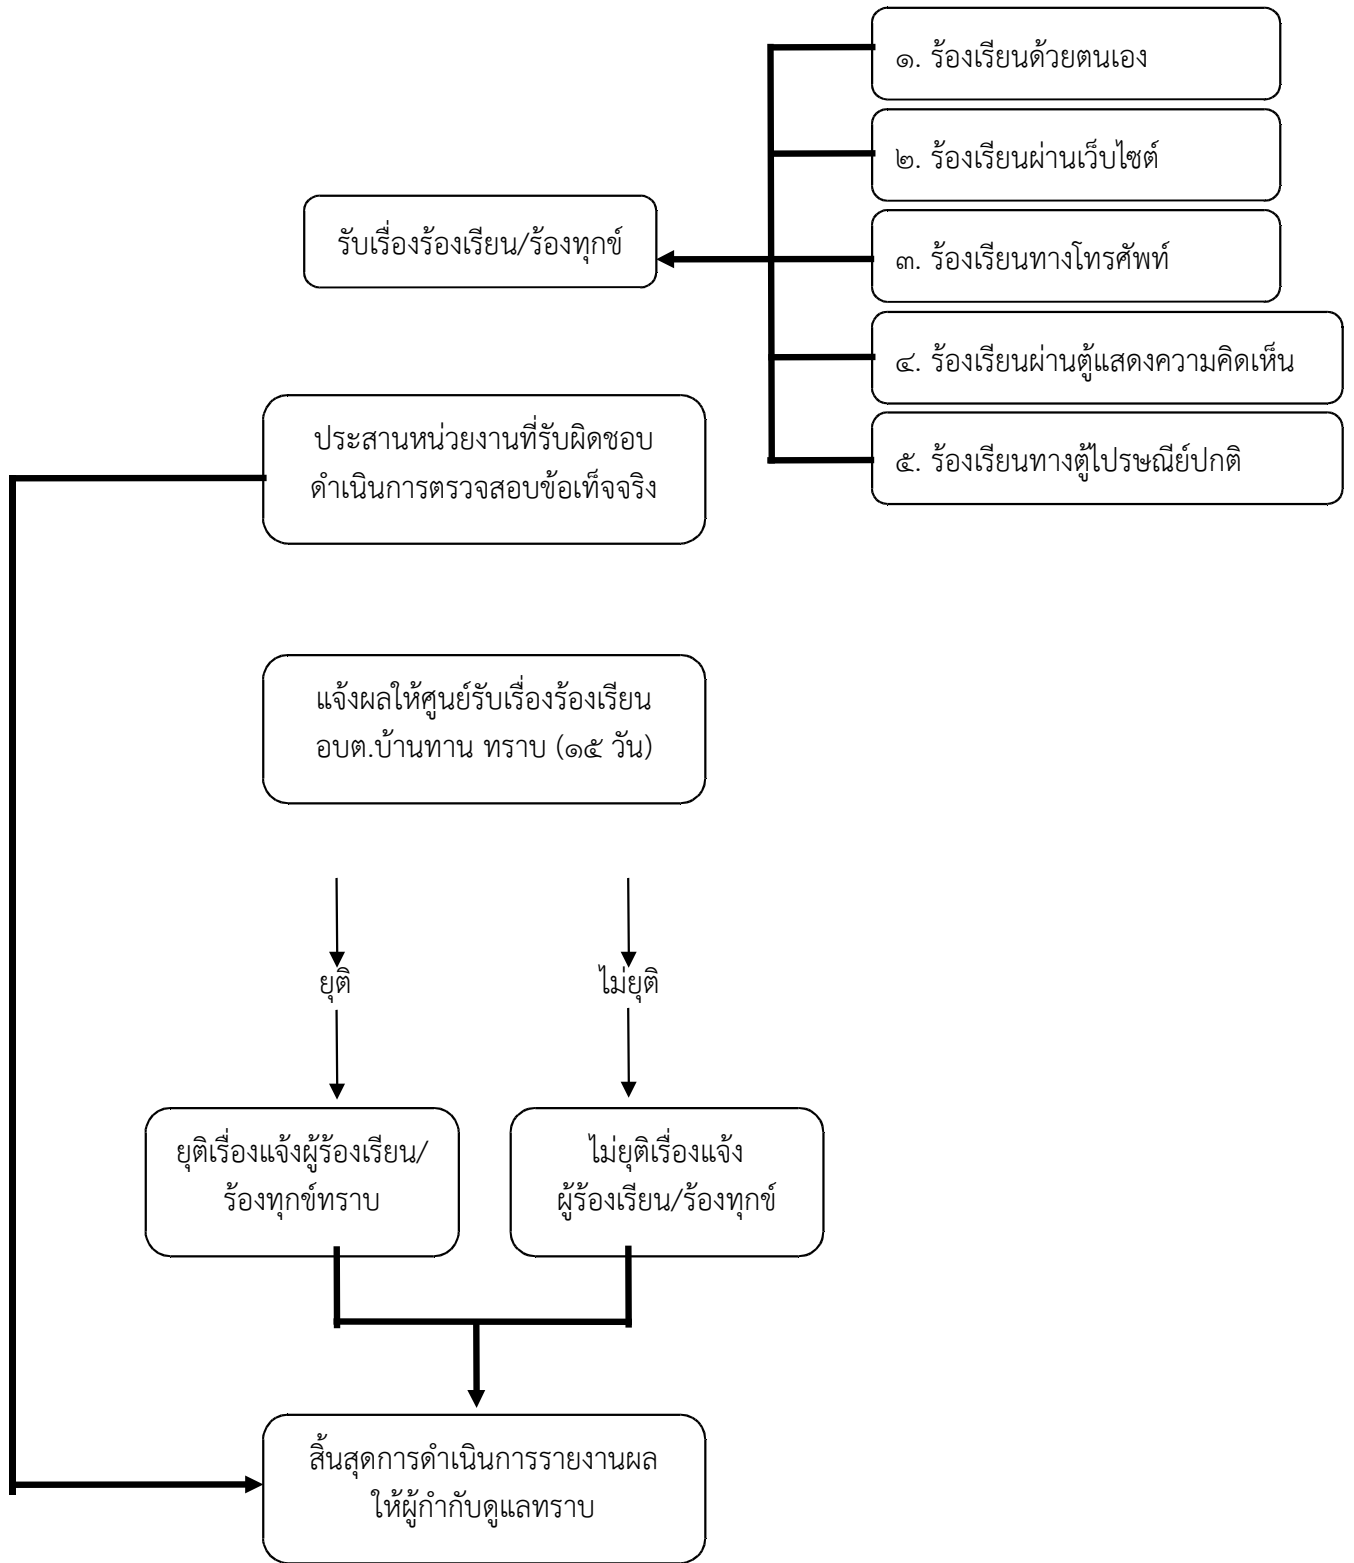 ๑. ร้องเรียนด้วยตนเอง
๒. ร้องเรียนผ่านเว็บไซต์
รับเรื่องร้องเรียน/ร้องทุกข์
๓. ร้องเรียนทางโทรศัพท์
๔. ร้องเรียนผ่านตู้แสดงความคิดเห็น
๕. ร้องเรียนทางตู้ไปรษณีย์ปกติ
ประสานหน่วยงานที่รับผิดชอบ
ดำเนินการตรวจสอบข้อเท็จจริง
แจ้งผลให้ศูนย์รับเรื่องร้องเรียน
อบต.บ้านทาน ทราบ (๑๕ วัน)
ยุติ
ไม่ยุติ
ยุติเรื่องแจ้งผู้ร้องเรียน/
ร้องทุกข์ทราบ
ไม่ยุติเรื่องแจ้ง
ผู้ร้องเรียน/ร้องทุกข์
สิ้นสุดการดำเนินการรายงานผล
ให้ผู้กำกับดูแลทราบ